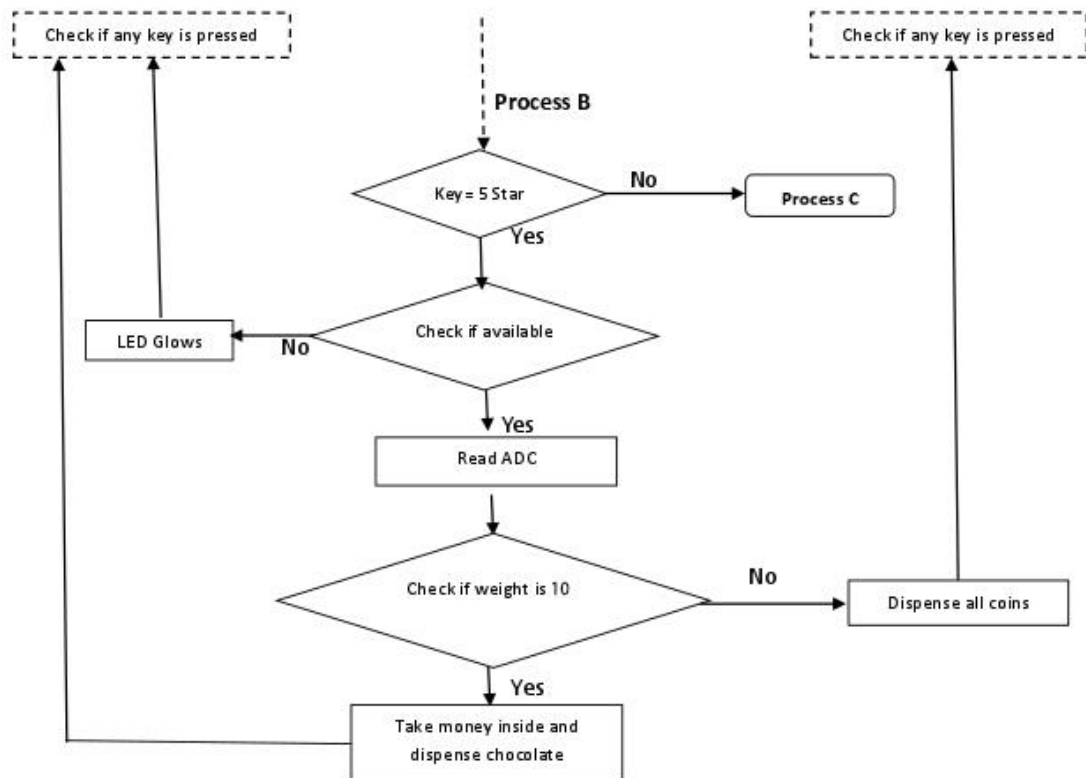 Check if any key is pressed
Check if any key is pressed
Process B
Key = 5 Star
No
Process C
Yes
Check if available
LED Glows
No
Yes
Read ADC
Check if weight is 10
No
Dispense all coins
Yes
Take money inside and
dispense chocolate